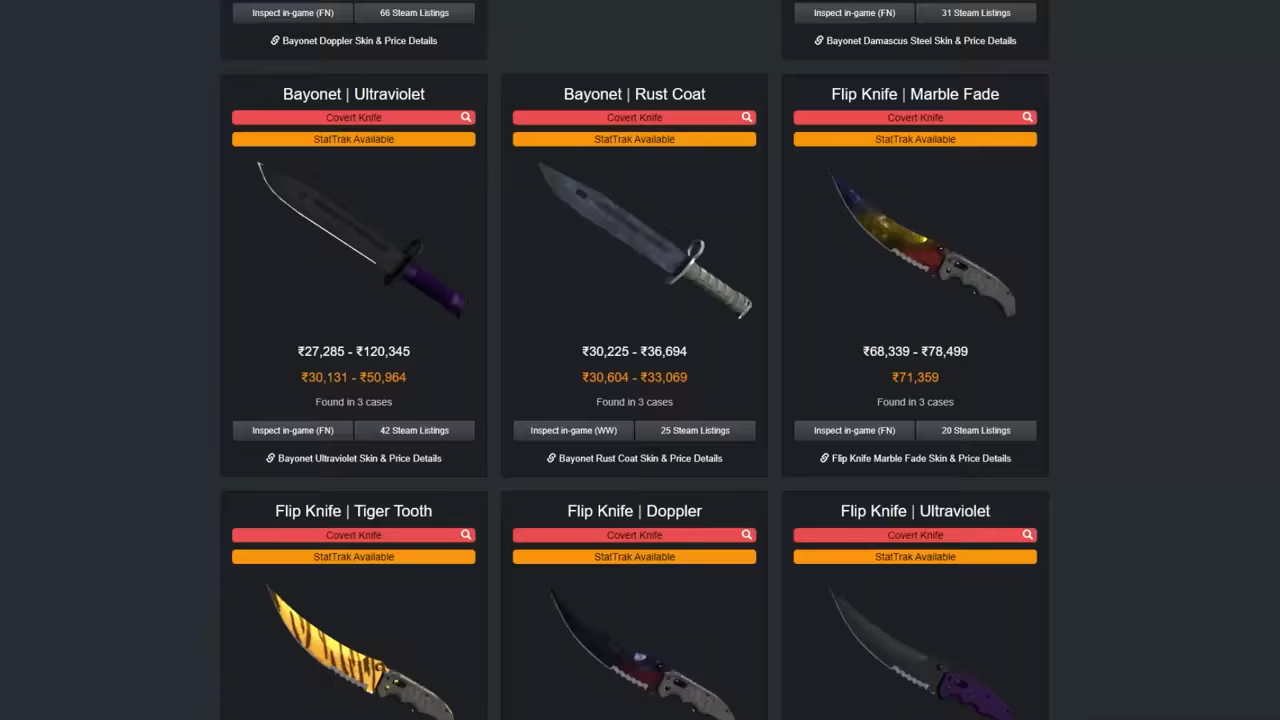 Inspect in-game (FN) 66 Steam Listings
Inspect in-game (FN) 31 Steam Listings
Bayonet Doppler Skin & Price Details
Bayonet Damascus Steel Skin & Price Details
Bayonet | Ultraviolet
Covert Knife
StatTrak Available
₹27,285 - ₹120,345
₹30,131 - ₹50,964
Found in 3 cases
Inspect in-game (FN) 42 Steam Listings
Bayonet Ultraviolet Skin & Price Details
Bayonet | Rust Coat
Covert Knife
StatTrak Available
₹30,225 - ₹36,694
₹30,604 - ₹33,069
Found in 3 cases
Inspect in-game (WW) 25 Steam Listings
Bayonet Rust Coat Skin & Price Details
Flip Knife | Marble Fade
Covert Knife
StatTrak Available
₹68,339 - ₹78,499
₹71,359
Found in 3 cases
Inspect in-game (FN) 20 Steam Listings
Flip Knife Marble Fade Skin & Price Details
Flip Knife | Tiger Tooth
Covert Knife
StatTrak Available
Flip Knife | Doppler
Covert Knife
StatTrak Available
Flip Knife | Ultraviolet
Covert Knife
StatTrak Available